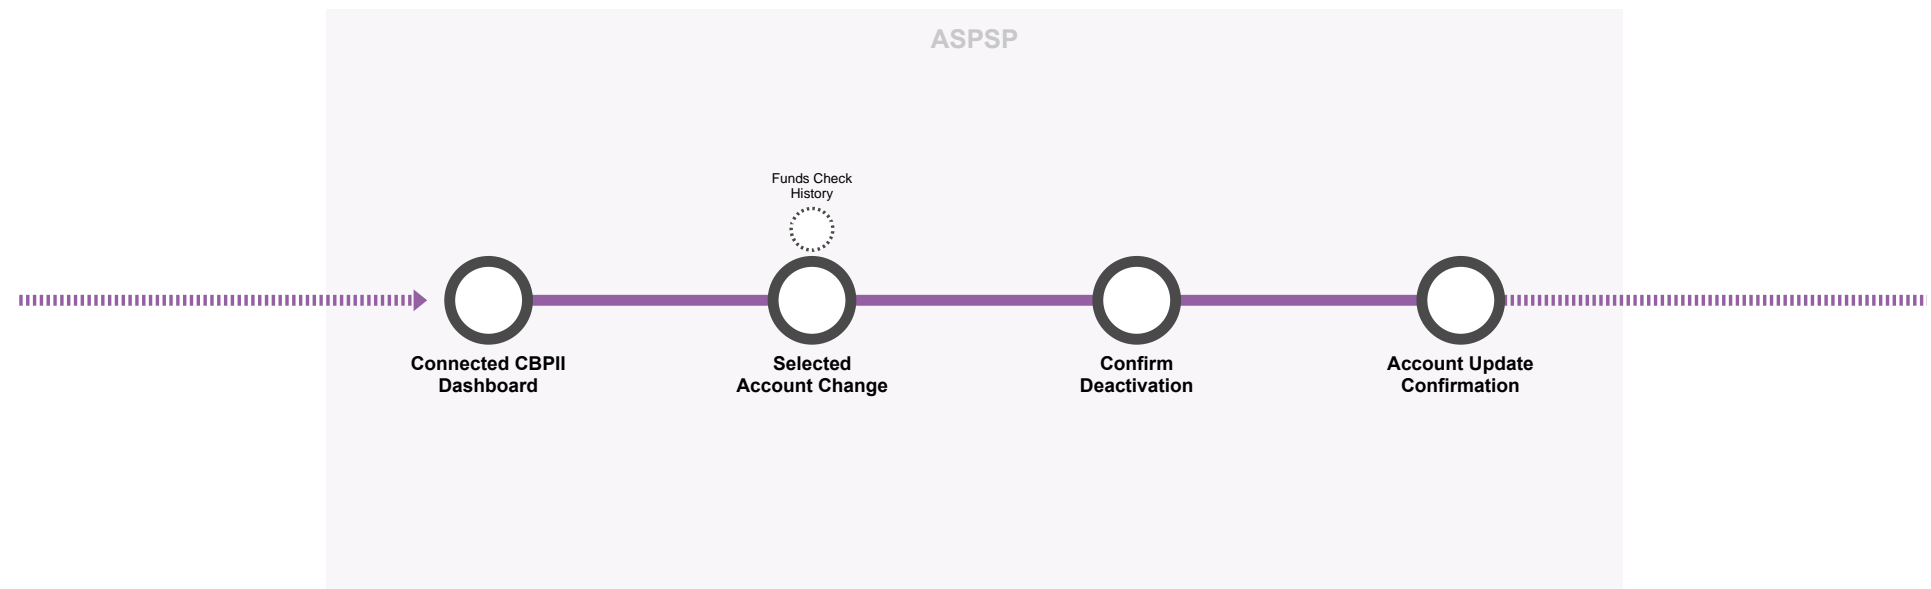 ASPSP
Funds Check
History
Connected CBPII
Dashboard
Selected
Account Change
Confirm
Deactivation
Account Update
Confirmation